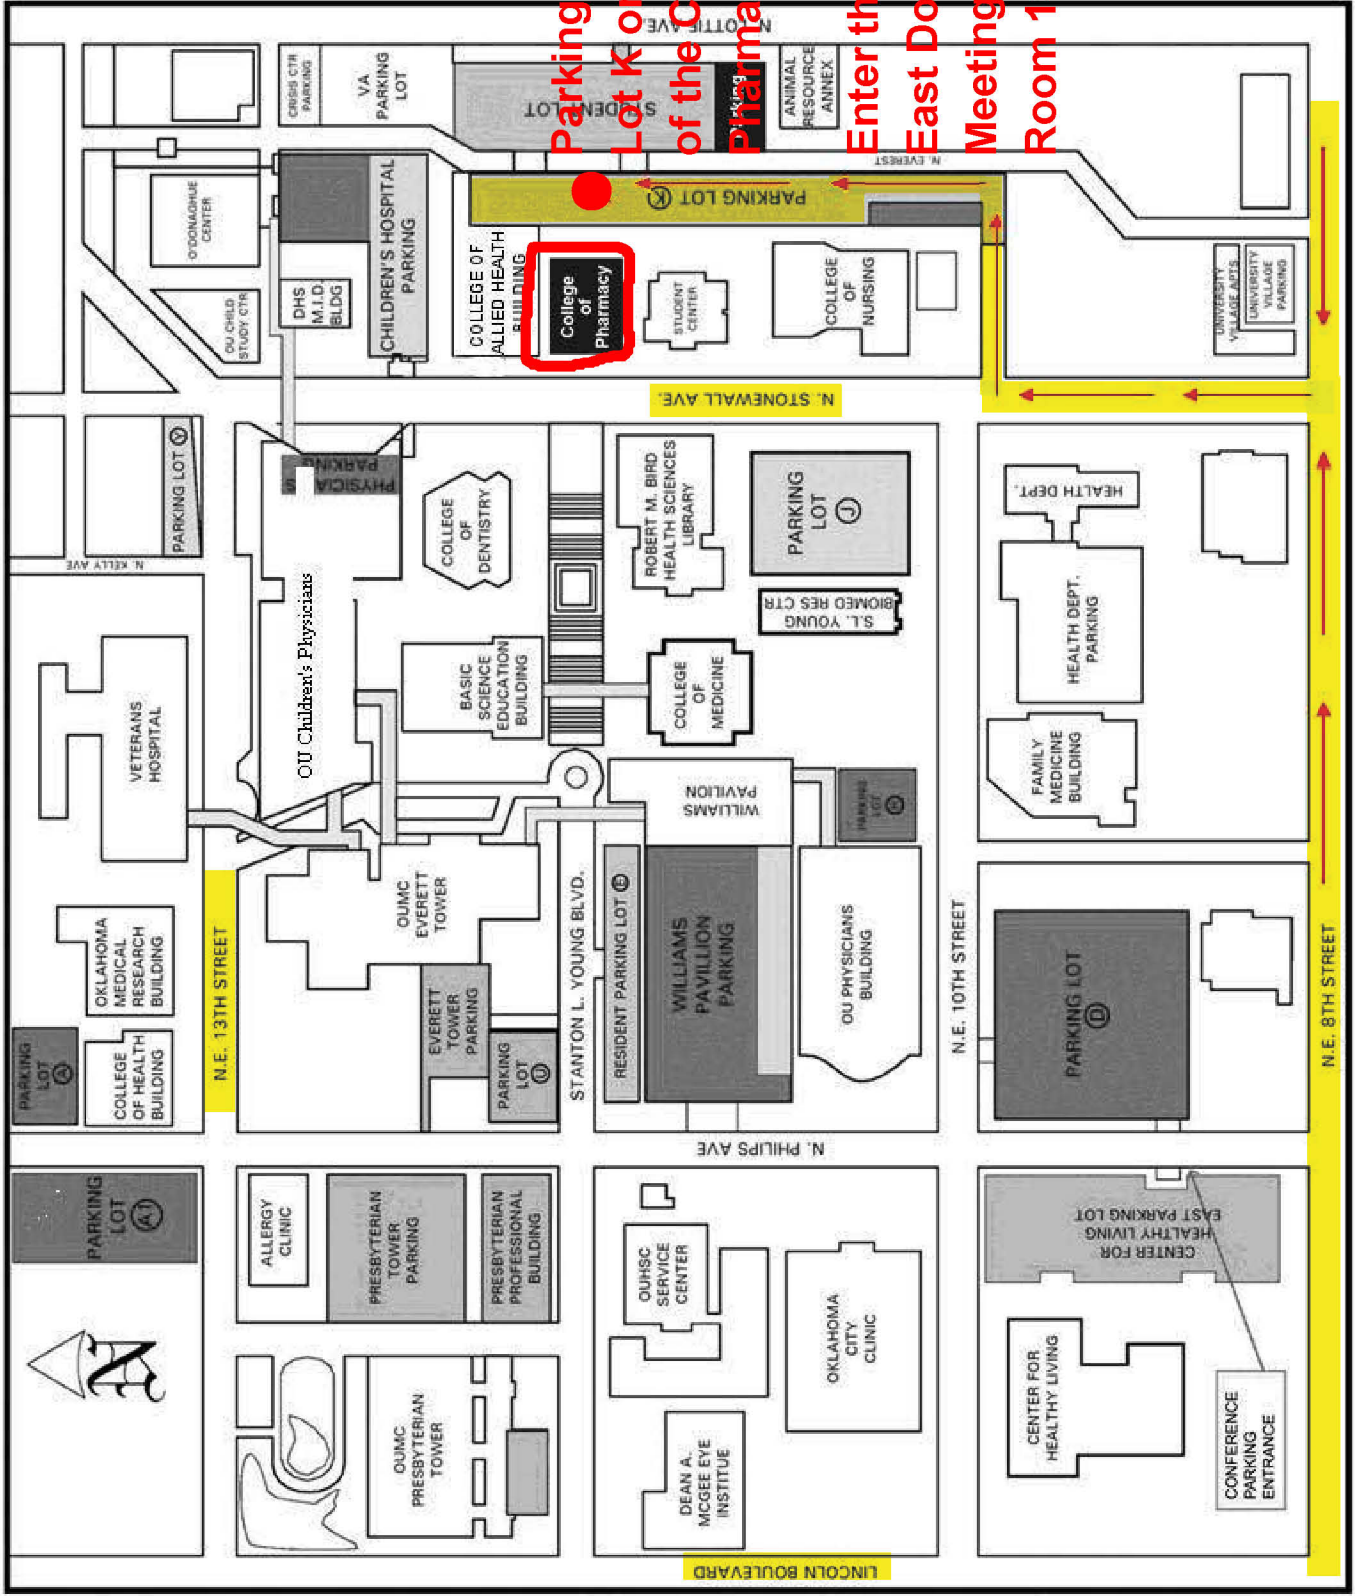 N. LOTTIE AVE.
Parking
Lot K or
of the C
Pharma
Enter th
East Do
Meeting
Room 1
CRISIS CTR
PARKING
VA
PARKING
LOT
STUDENT LOT
Parking
ANIMAL
RESOURCE
ANNEX
N. EVEREST
O'DONAGHUE
CENTER
CHILDREN'S HOSPITAL
PARKING
PARKING LOT K
DHS
M.I.D.
BLDG
OU CHILD
STUDY CTR
COLLEGE OF
ALLIED HEALTH
BUILDING
College
of
Pharmacy
STUDENT
CENTER
COLLEGE
OF
NURSING
UNIVERSITY
VILLAGE APTS
UNIVERSITY
VILLAGE
PARKING
N. STONEWALL AVE.
PARKING LOT Y
PHYSICIA S
PARKING
COLLEGE
OF
DENTISTRY
ROBERT M. BIRD
HEALTH SCIENCES
LIBRARY
PARKING
LOT
J
HEALTH DEPT.
N. KELLY AVE
OU Children's Physicians
S.L. YOUNG
BIOMED RES CTR
HEALTH DEPT.
PARKING
VETERANS
HOSPITAL
BASIC
SCIENCE
EDUCATION
BUILDING
COLLEGE
OF
MEDICINE
WILLIAMS
PAVILION
PARKING
LOT
FAMILY
MEDICINE
BUILDING
OKLAHOMA
MEDICAL
RESEARCH
BUILDING
N.E. 13TH STREET
OUMC
EVERETT
TOWER
STANTON L. YOUNG BLVD.
RESIDENT PARKING LOT E
WILLIAMS
PAVILLION
PARKING
OU PHYSICIANS
BUILDING
N.E. 10TH STREET
PARKING LOT
D
N.E. 8TH STREET
PARKING
LOT A
COLLEGE
OF HEALTH
BUILDING
EVERETT
TOWER
PARKING
PARKING
LOT U
N. PHILIPS AVE
PARKING
LOT
A1
ALLERGY
CLINIC
PRESBYTERIAN
TOWER
PARKING
PRESBYTERIAN
PROFESSIONAL
BUILDING
OUHSC
SERVICE
CENTER
OKLAHOMA
CITY
CLINIC
CENTER FOR
HEALTHY LIVING
EAST PARKING LOT
N
OUMC
PRESBYTERIAN
TOWER
DEAN A.
MCGEE EYE
INSTITUE
CENTER FOR
HEALTHY LIVING
CONFERENCE
PARKING
ENTRANCE
LINCOLN BOULEVARD